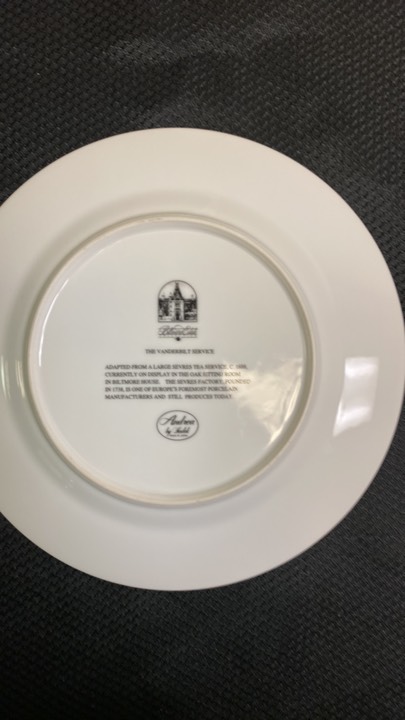 Biltmore
THE VANDERBILT SERVICE
ADAPTED FROM A LARGE SEVRES TEA SERVICE, C.
CURRENTLY ON DISPLAY IN THE OAK SITTING ROOM
IN BILTMORE HOUSE. THE SEVRES FACTORY, FOUNDED
IN 1738, IS ONE OF EUROPE'S FOREMOST PORCELAIN
MANUFACTURERS AND STILL PRODUCES TODAY.
Andrea
by Sadek